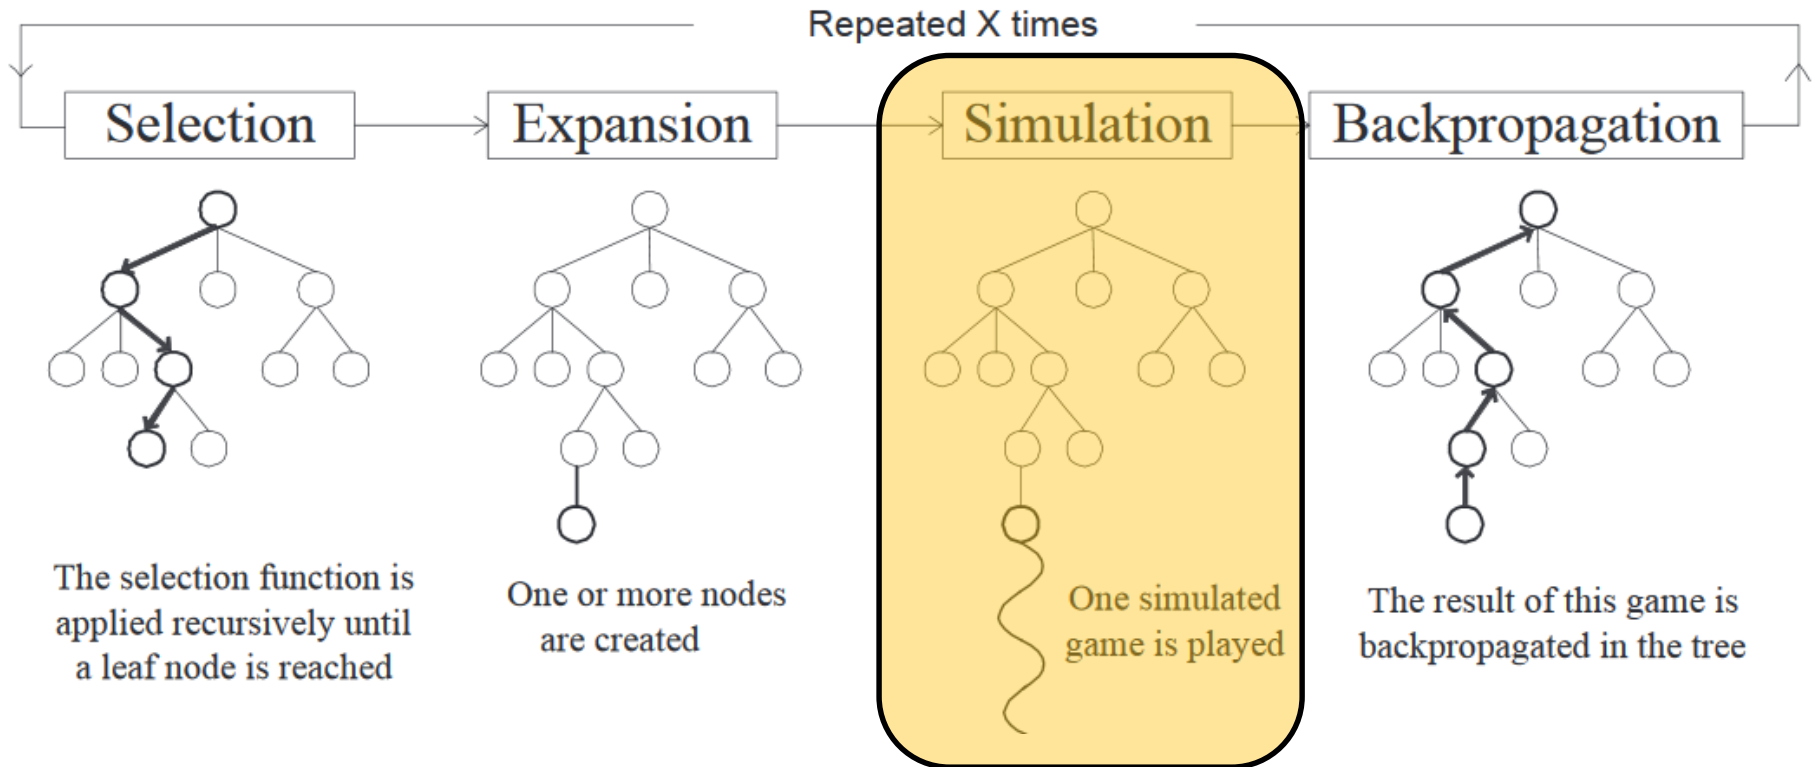 Repeated X times
Selection
Expansion
Simulation
Backpropagation
The selection function is
applied recursively until
a leaf node is reached
One or more nodes
are created
One simulated
game is played
The result of this game is
backpropagated in the tree